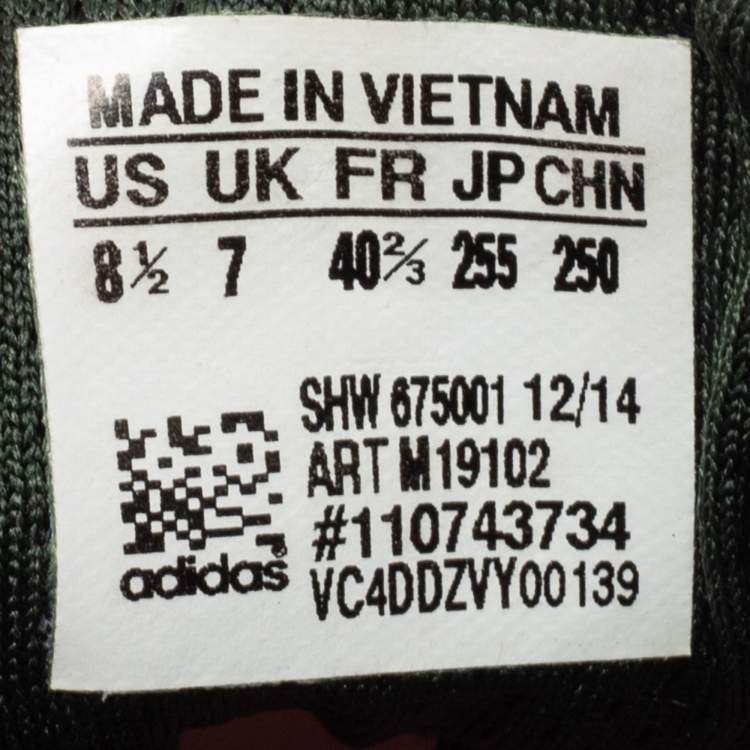 MADE IN VIETNAM
US UK FR JP CHN
8½ 7 40⅔ 255 250
SHW 675001 12/14
ART M19102
#110743734
adidas®
VC4DDZVY00139